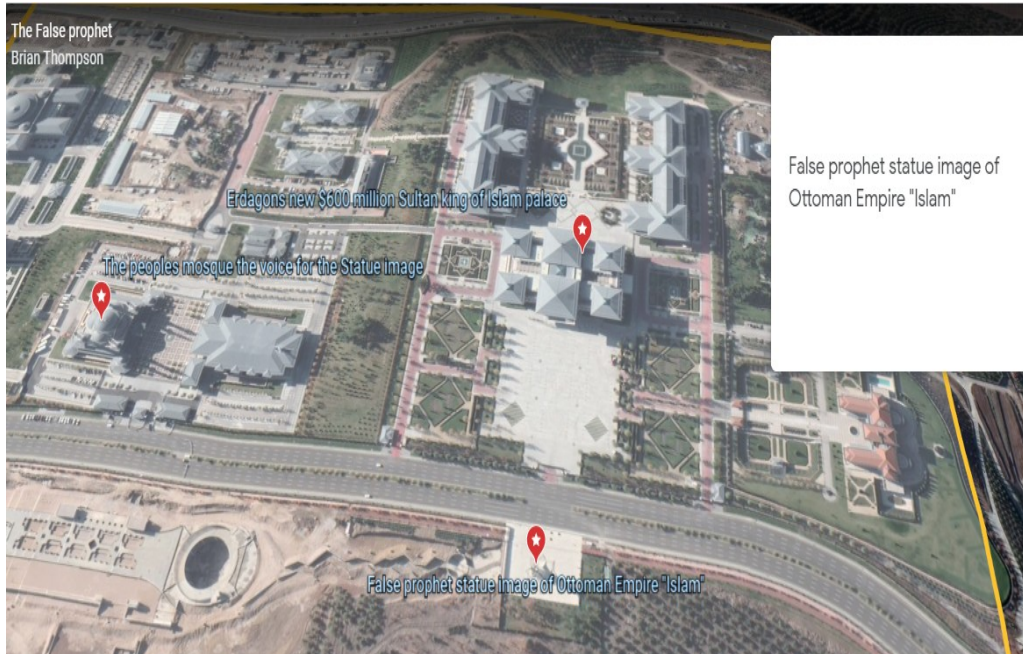 The False prophet
Brian Thompson
False prophet statue image of
Ottoman Empire "Islam"
Erdagons new $600 million Sultan king of Islam palace
The peoples mosque the voice for the Statue image
False prophet statue image of Ottoman Empire "Islam"